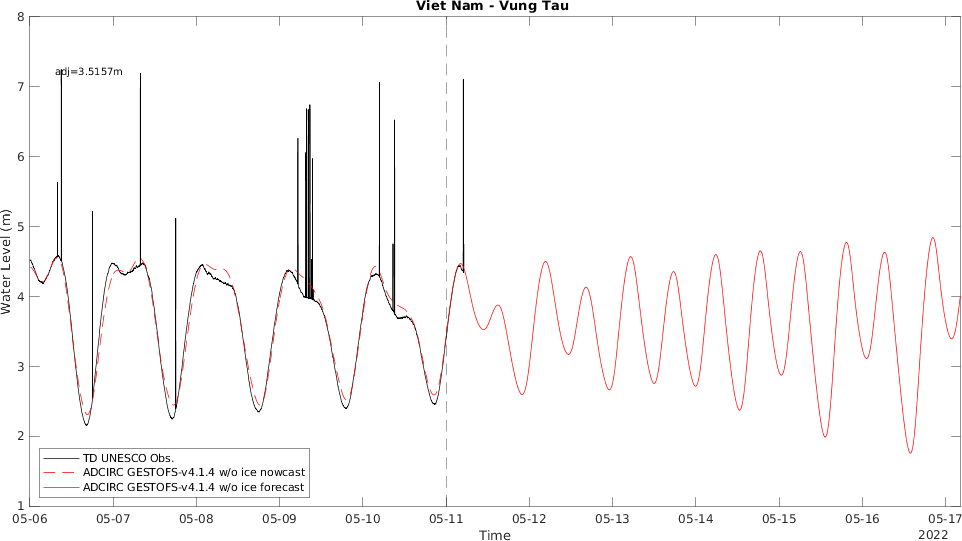 Viet Nam - Vung Tau
8
adj=3.5157m
7
6
5
Water Level (m)
4
3
2
TD UNESCO Obs.
ADCIRC GESTOFS-v4.1.4 w/o ice nowcast
ADCIRC GESTOFS-v4.1.4 w/o ice forecast
1
05-06 05-07 05-08 05-09 05-10 05-11 05-12 05-13 05-14 05-15 05-16 05-17
Time
2022